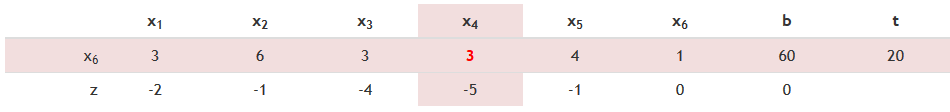 x₁ x₂ x₃ x₄ x₅ x₆ b t
x₆ 3 6 3 3 4 1 60 20
z -2 -1 -4 -5 -1 0 0